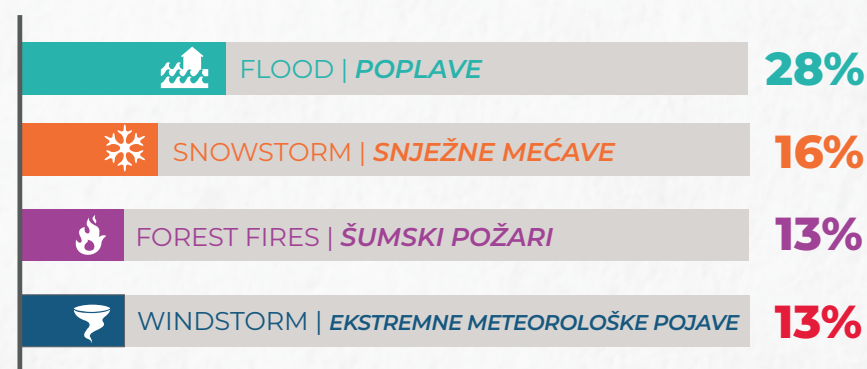 FLOOD | POPLAVE 28%
SNOWSTORM | SNJEŽNE MEĆAVE 16%
FOREST FIRES | ŠUMSKI POŽARI 13%
WINDSTORM | EKSTREMNE METEOROLOŠKE POJAVE 13%